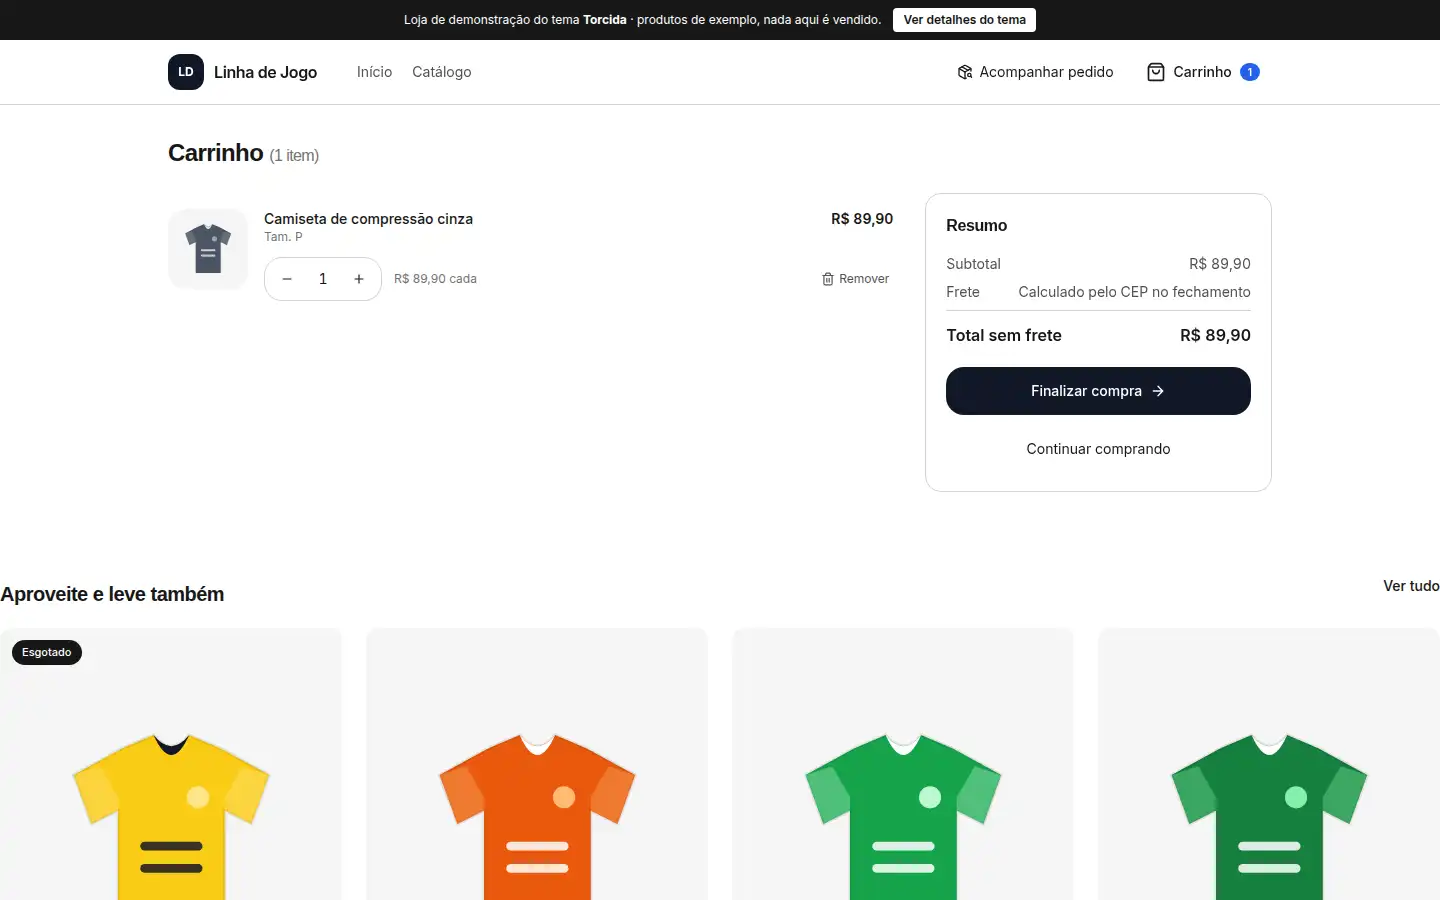 Loja de demonstração do tema Torcida · produtos de exemplo, nada aqui é vendido. Ver detalhes do tema
LD Linha de Jogo Início Catálogo Acompanhar pedido Carrinho 1
Carrinho (1 item)
Camiseta de compressão cinza R$ 89,90
Tam. P
− 1 + R$ 89,90 cada Remover
Resumo
Subtotal R$ 89,90
Frete Calculado pelo CEP no fechamento
Total sem frete R$ 89,90
Finalizar compra →
Continuar comprando
Aproveite e leve também Ver tudo
Esgotado